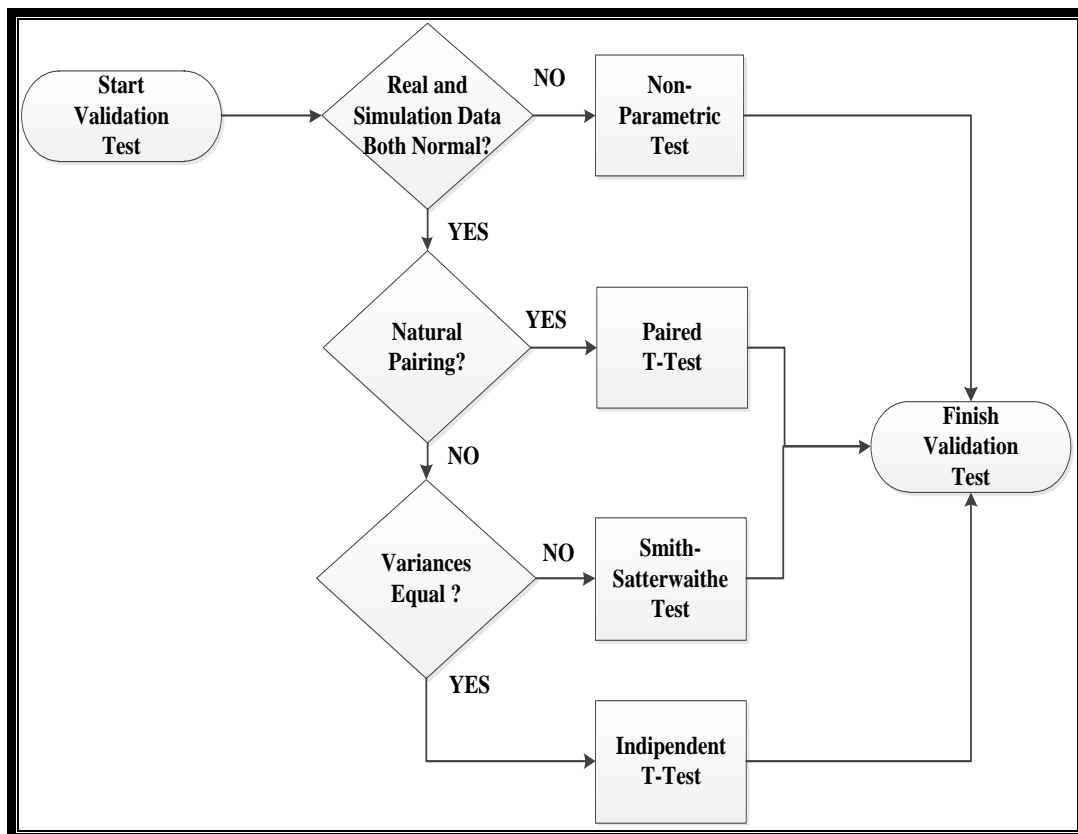 Start
Validation
Test
Real and
Simulation Data
Both Normal?
NO
Non-
Parametric
Test
YES
Natural
Pairing?
YES
Paired
T-Test
Finish
Validation
Test
NO
Variances
Equal ?
NO
Smith-
Satterwaithe
Test
YES
Indipendent
T-Test